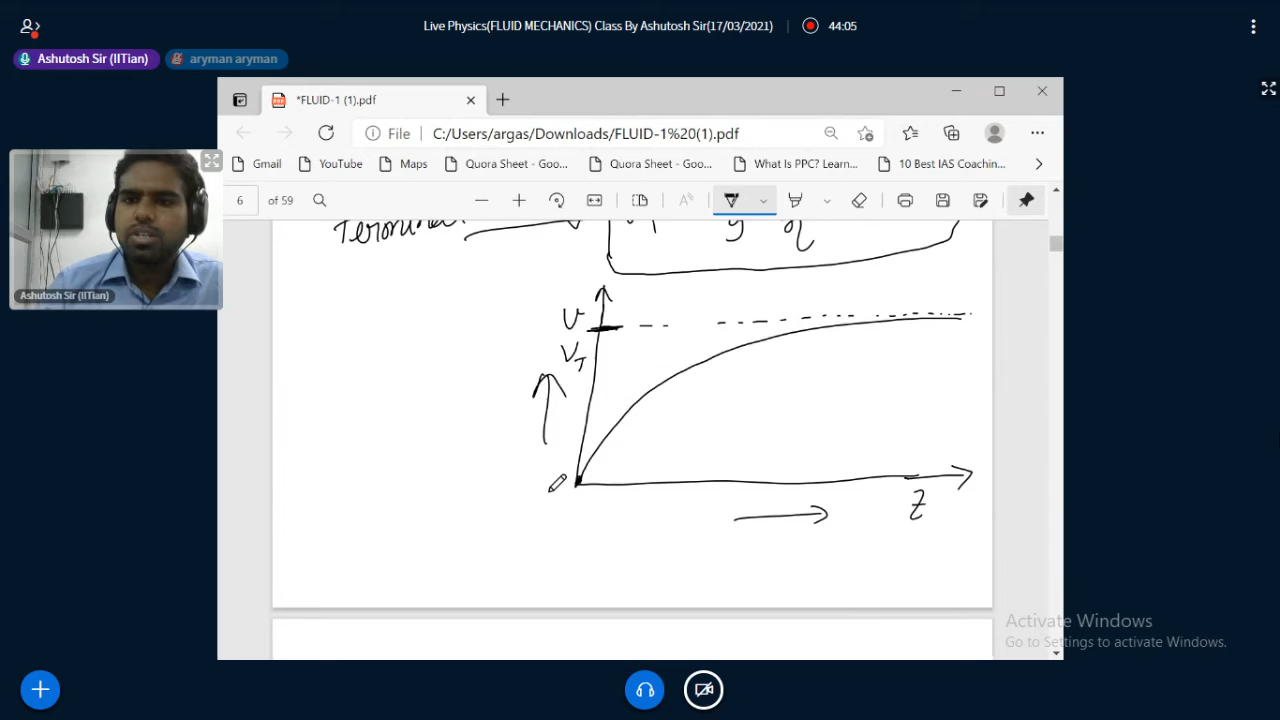 Live Physics(FLUID MECHANICS) Class By Ashutosh Sir(17/03/2021)
44:05
Ashutosh Sir (IITian)
aryman aryman
*FLUID-1 (1).pdf
File
C:/Users/argas/Downloads/FLUID-1%20(1).pdf
Gmail
YouTube
Maps
Quora Sheet - Goo...
Quora Sheet - Goo...
What Is PPC? Learn...
10 Best IAS Coachin...
6 of 59
Terminal
9 η
v
V_T
Z
Ashutosh Sir (IITian)
Activate Windows
Go to Settings to activate Windows.